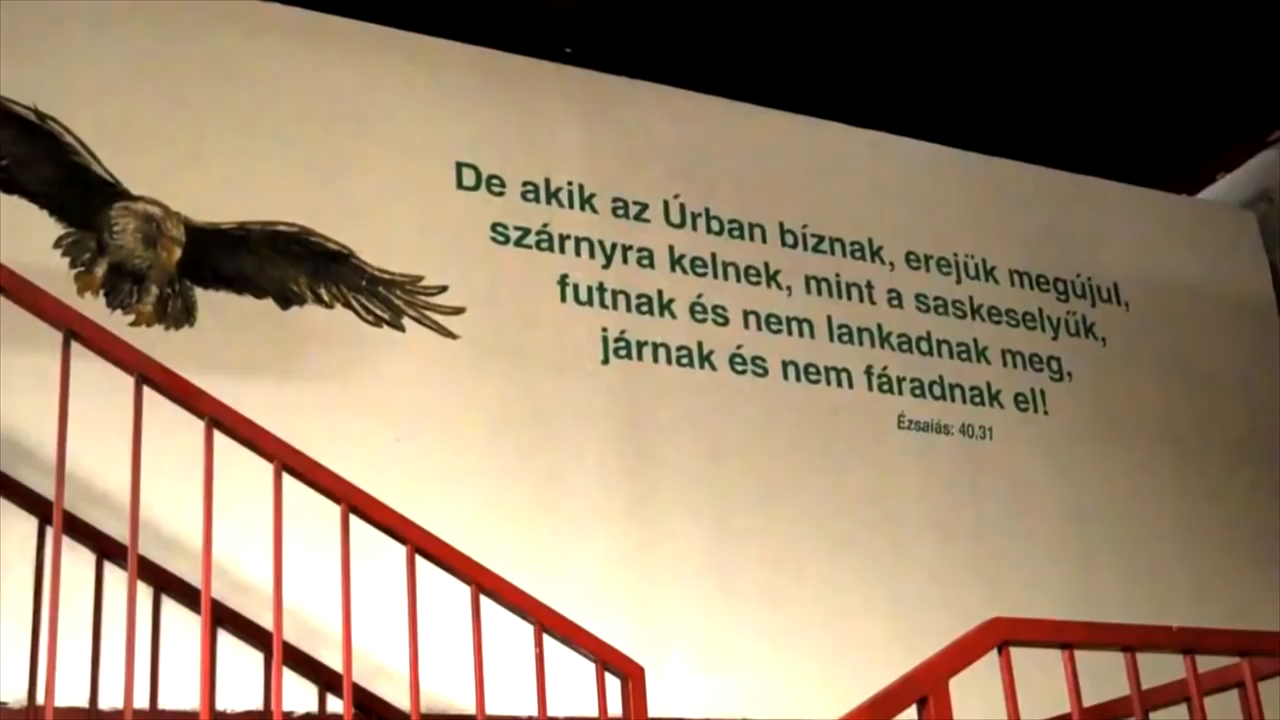 De akik az Úrban bíznak, erejük megújul,
szárnyra kelnek, mint a saskeselyűk,
futnak és nem lankadnak meg,
járnak és nem fáradnak el!
Ézsaiás: 40,31